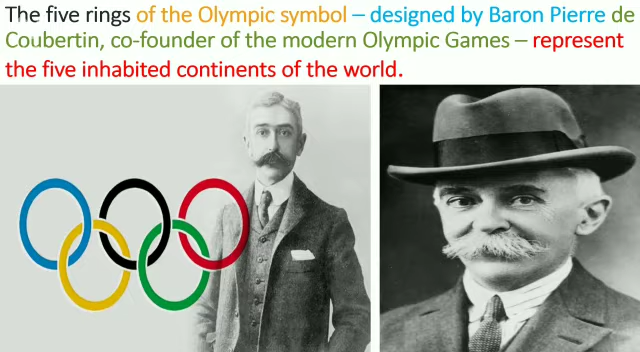 The five rings of the Olympic symbol – designed by Baron Pierre de
Coubertin, co-founder of the modern Olympic Games – represent
the five inhabited continents of the world.